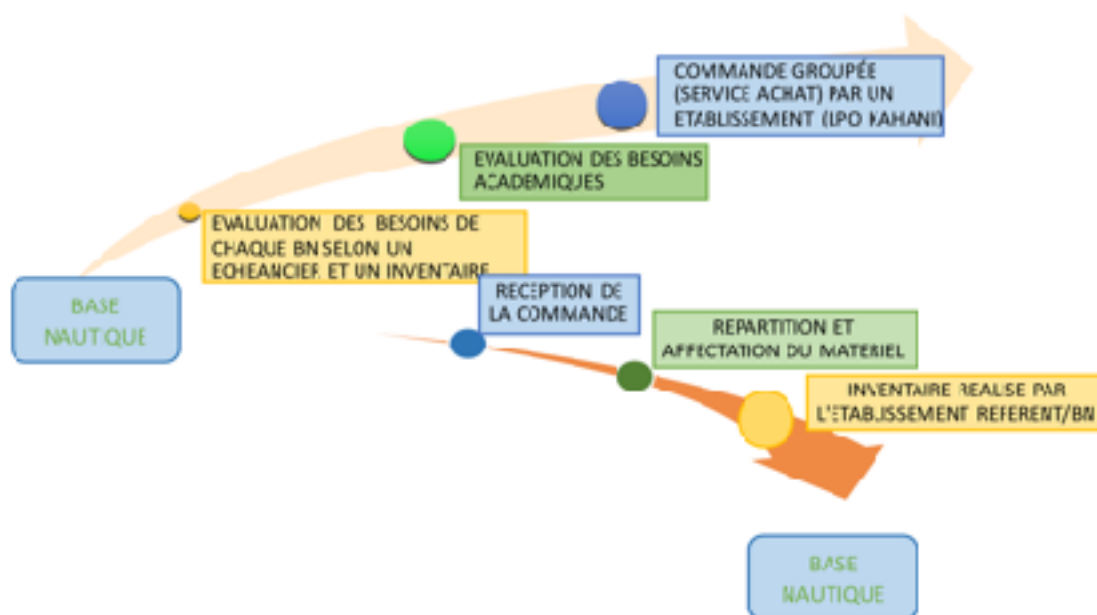 COMMANDE GROUPÉE
(SERVICE ACHAT) PAR UN
ETABLISSEMENT (LPO KAHANI)
EVALUATION DES BESOINS
ACADEMIQUES
EVALUATION DES BESOINS DE
CHAQUE BN SELON UN
ECHEANCIER ET UN INVENTAIRE
BASE
NAUTIQUE
RECEPTION DE
LA COMMANDE
REPARTITION ET
AFFECTATION DU MATERIEL
INVENTAIRE REALISE PAR
L'ETABLISSEMENT REFERENT/BN
BASE
NAUTIQUE